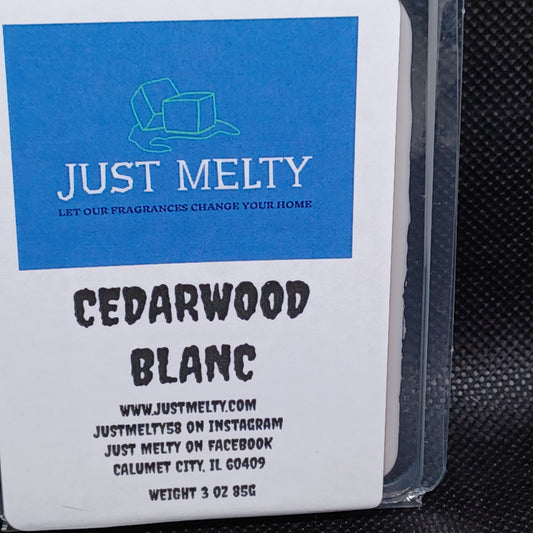 JUST MELTY
LET OUR FRAGRANCES CHANGE YOUR HOME
CEDARWOOD
BLANC
WWW.JUSTMELTY.COM
JUSTMELTY58 ON INSTAGRAM
JUST MELTY ON FACEBOOK
CALUMET CITY, IL 60409
WEIGHT 3 OZ 85G